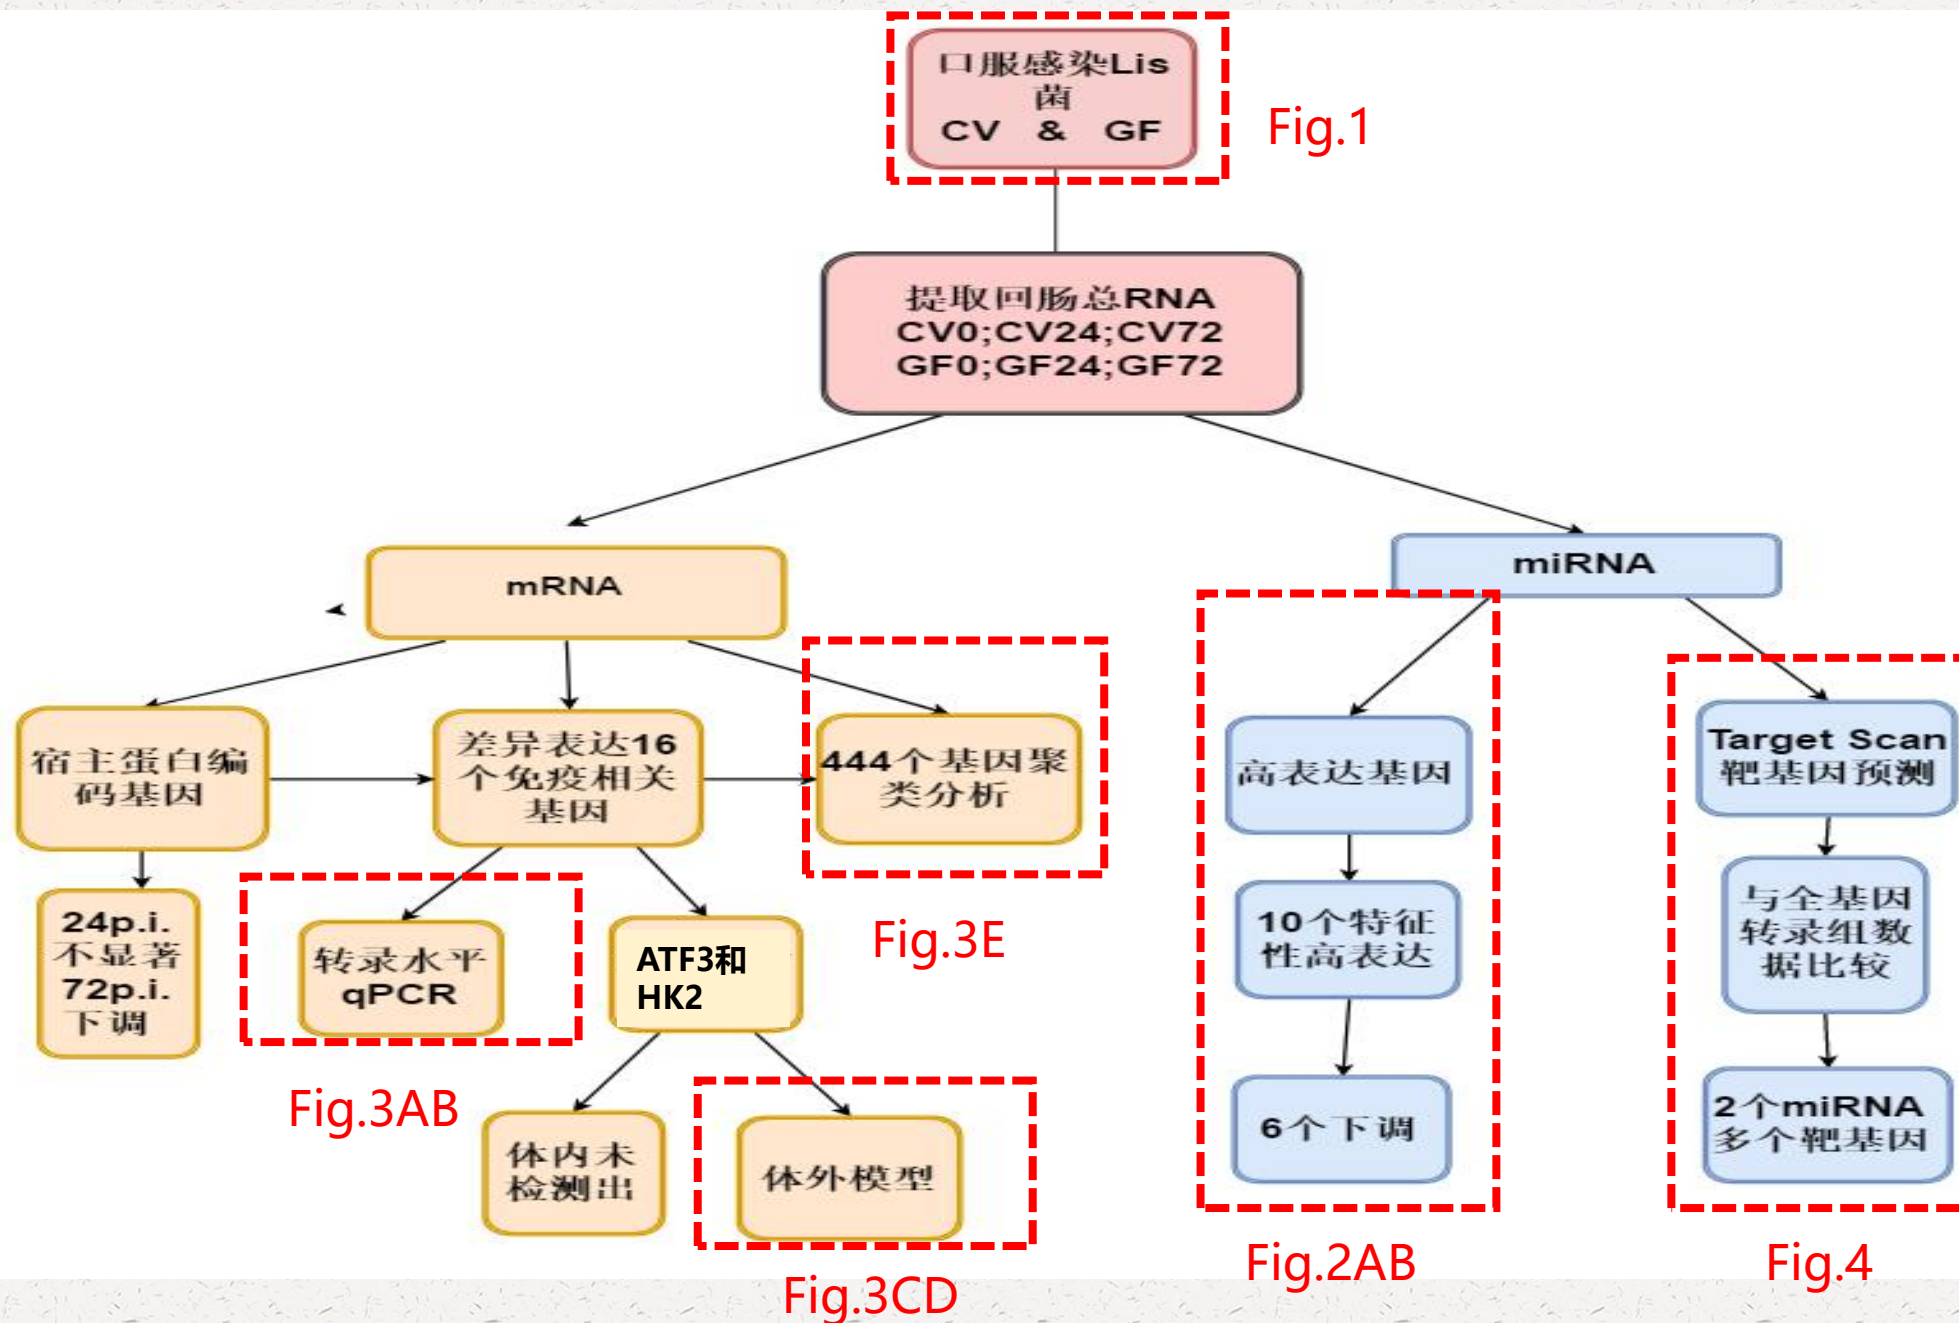 口服感染Lis
菌
CV & GF
Fig.1
提取回肠总RNA
CV0;CV24;CV72
GF0;GF24;GF72
mRNA
miRNA
宿主蛋白编
码基因
差异表达16
个免疫相关
基因
444个基因聚
类分析
高表达基因
Target Scan
靶基因预测
24p.i.
不显著
72p.i.
下调
转录水平
qPCR
ATF3和
HK2
Fig.3E
10个特征
性高表达
与全基因
转录组数
据比较
Fig.3AB
体内未
检测出
体外模型
6个下调
2个miRNA
多个靶基因
Fig.3CD
Fig.2AB
Fig.4